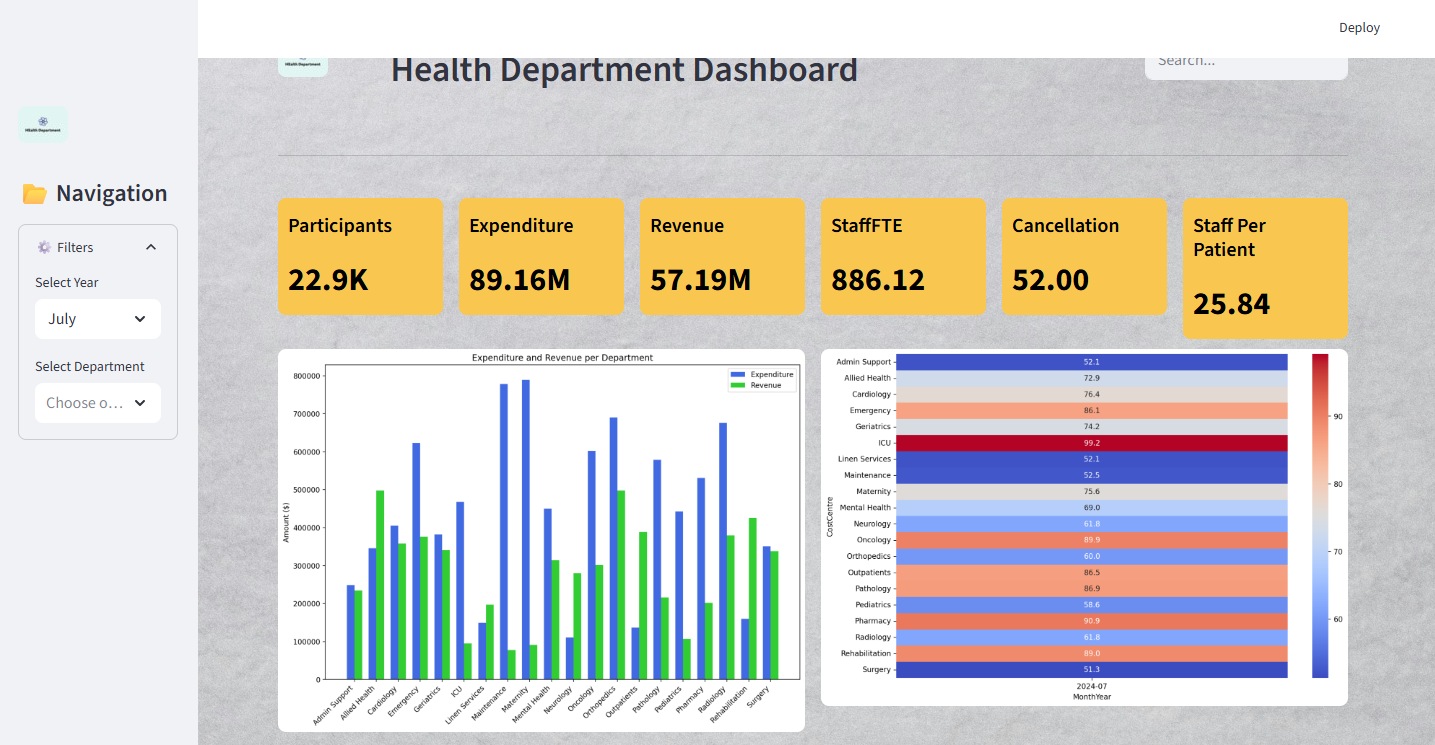 Deploy
Health Department
Health Department Dashboard
Search...
Health Department
Navigation
Filters
Select Year
July
Select Department
Choose o...
Participants
22.9K
Expenditure
89.16M
Revenue
57.19M
StaffFTE
886.12
Cancellation
52.00
Staff Per
Patient
25.84
Expenditure and Revenue per Department
Expenditure
Revenue
Amount ($)
800000
700000
600000
500000
400000
300000
200000
100000
0
Admin Support
Allied Health
Cardiology
Emergency
Geriatrics
ICU
Linen Services
Maintenance
Maternity
Mental Health
Neurology
Oncology
Orthopedics
Outpatients
Pathology
Pediatrics
Pharmacy
Radiology
Rehabilitation
Surgery
CostCentre
Admin Support 52.1
Allied Health 72.9
Cardiology 76.4
Emergency 86.1
Geriatrics 74.2
ICU 99.2
Linen Services 52.1
Maintenance 52.5
Maternity 75.6
Mental Health 69.0
Neurology 61.8
Oncology 89.9
Orthopedics 60.0
Outpatients 86.5
Pathology 86.9
Pediatrics 58.6
Pharmacy 90.9
Radiology 61.8
Rehabilitation 89.0
Surgery 51.3
2024-07
MonthYear
90
80
70
60